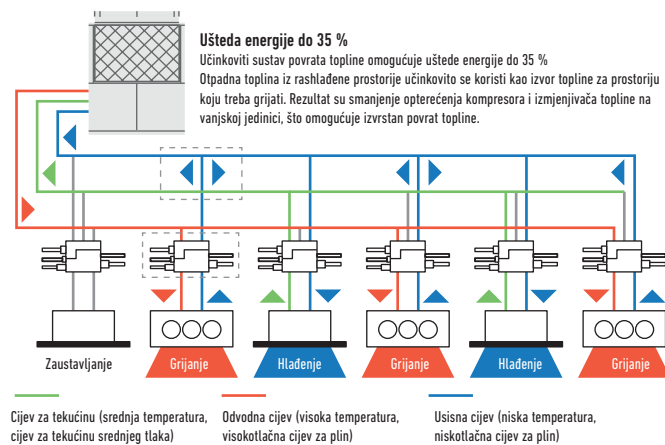 Ušteda energije do 35 %
Učinkoviti sustav povrata topline omogućuje uštede energije do 35 %
Otpadna toplina iz rashlađene prostorije učinkovito se koristi kao izvor topline za prostoriju
koju treba grijati. Rezultat su smanjenje opterećenja kompresora i izmjenjivača topline na
vanjskoj jedinici, što omogućuje izvrstan povrat topline.
Zaustavljanje
Grijanje
Hlađenje
Grijanje
Hlađenje
Grijanje
Cijev za tekućinu (srednja temperatura,
cijev za tekućinu srednjeg tlaka)
Odvodna cijev (visoka temperatura,
visokotlačna cijev za plin)
Usisna cijev (niska temperatura,
niskotlačna cijev za plin)